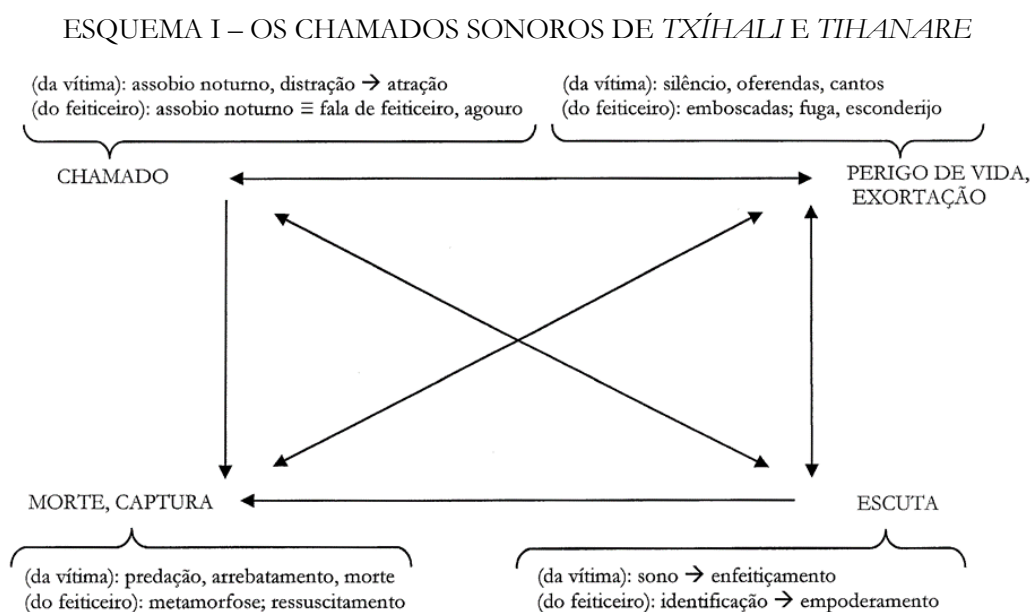 ESQUEMA I – OS CHAMADOS SONOROS DE TXÍHALI E TIHANARE
(da vítima): assobio noturno, distração → atração
(do feiticeiro): assobio noturno ≡ fala de feiticeiro, agouro
(da vítima): silêncio, oferendas, cantos
(do feiticeiro): emboscadas; fuga, esconderijo
CHAMADO
PERIGO DE VIDA,
EXORTAÇÃO
MORTE, CAPTURA
ESCUTA
(da vítima): predação, arrebatamento, morte
(do feiticeiro): metamorfose; ressuscitamento
(da vítima): sono → enfeitiçamento
(do feiticeiro): identificação → empoderamento